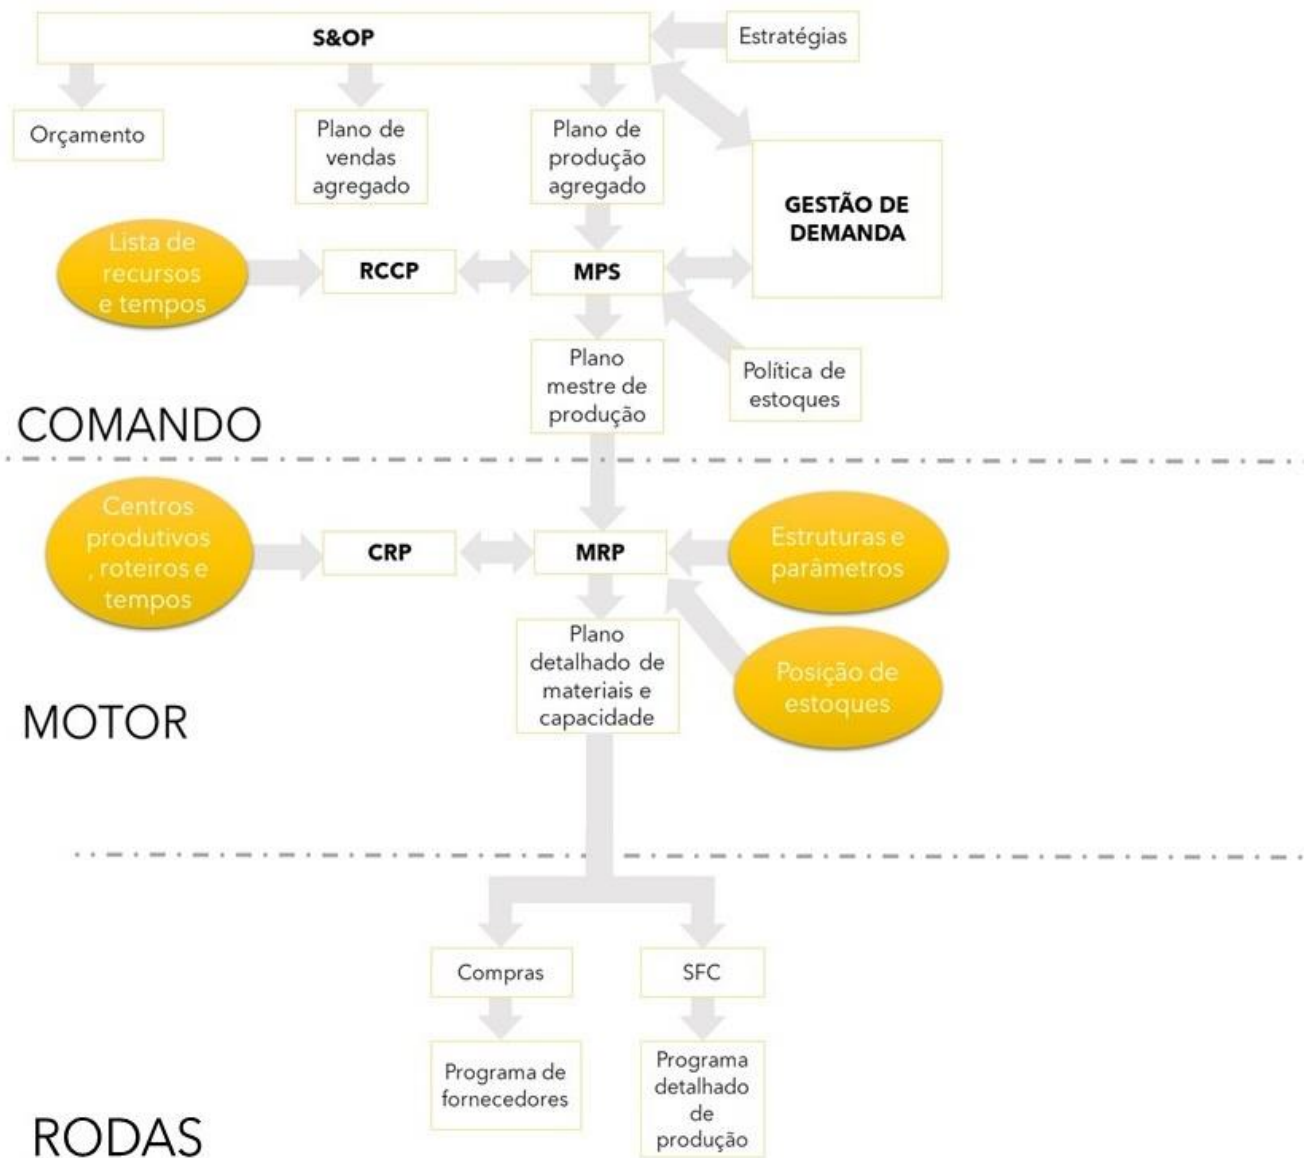 S&OP
Estratégias
Orçamento
Plano de
vendas
agregado
Plano de
produção
agregado
GESTÃO DE
DEMANDA
Lista de
recursos
e tempos
RCCP
MPS
Plano
mestre de
produção
Política de
estoques
COMANDO
Centros
produtivos
, roteiros e
tempos
CRP
MRP
Estruturas e
parâmetros
Plano
detalhado de
materiais e
capacidade
Posição de
estoques
MOTOR
Compras
SFC
Programa de
fornecedores
Programa
detalhado
de
produção
RODAS